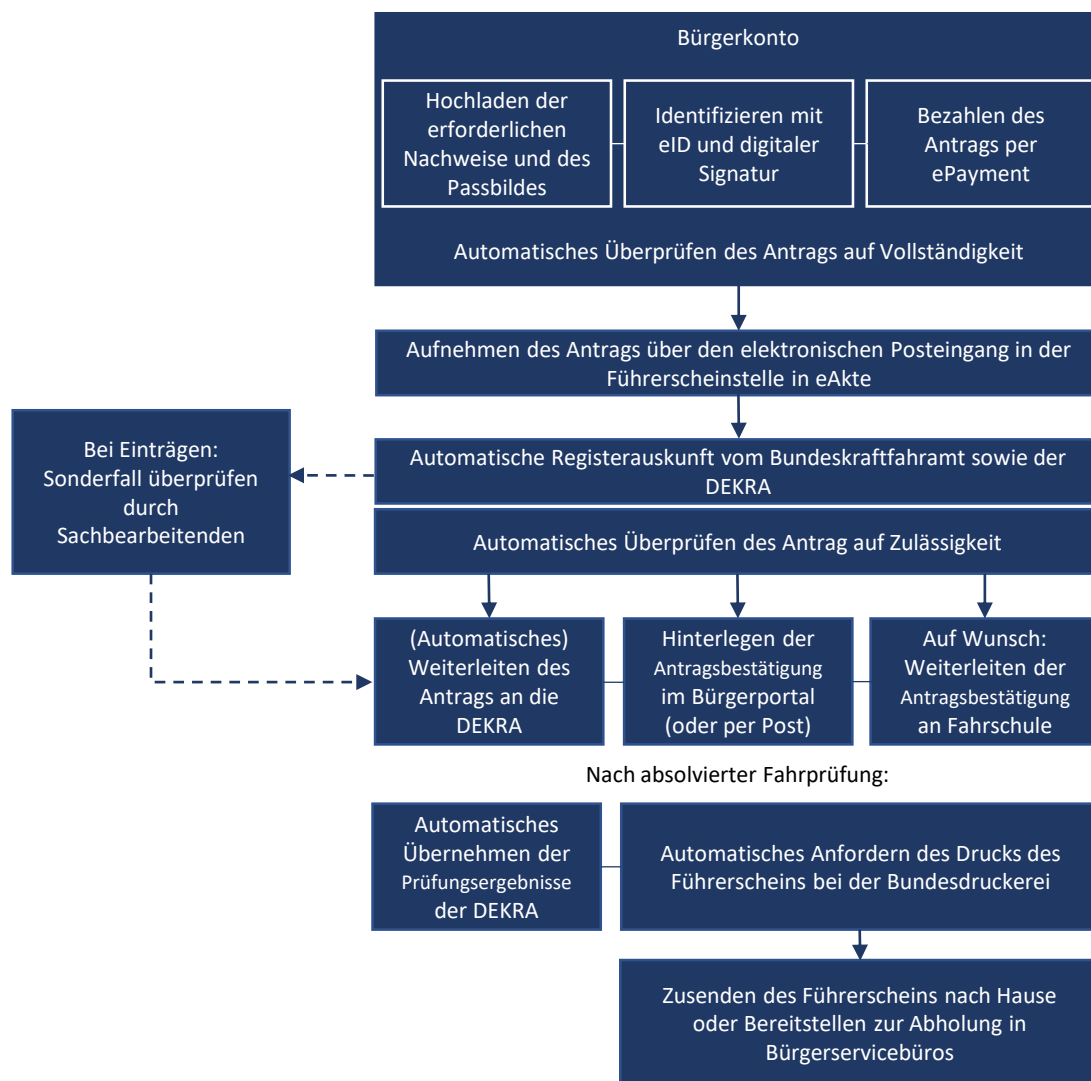 Bürgerkonto
Hochladen der
erforderlichen
Nachweise und des
Passbildes
Identifizieren mit
eID und digitaler
Signatur
Bezahlen des
Antrags per
ePayment
Automatisches Überprüfen des Antrags auf Vollständigkeit
Aufnehmen des Antrags über den elektronischen Posteingang in der
Führerscheinstelle in eAkte
Bei Einträgen:
Sonderfall überprüfen
durch
Sachbearbeitenden
Automatische Registerauskunft vom Bundeskraftfahramt sowie der
DEKRA
Automatisches Überprüfen des Antrag auf Zulässigkeit
(Automatisches)
Weiterleiten des
Antrags an die
DEKRA
Hinterlegen der
Antragsbestätigung
im Bürgerportal
(oder per Post)
Auf Wunsch:
Weiterleiten der
Antragsbestätigung
an Fahrschule
Nach absolvierter Fahrprüfung:
Automatisches
Übernehmen der
Prüfungsergebnisse
der DEKRA
Automatisches Anfordern des Drucks des
Führerscheins bei der Bundesdruckerei
Zusenden des Führerscheins nach Hause
oder Bereitstellen zur Abholung in
Bürgerservicebüros